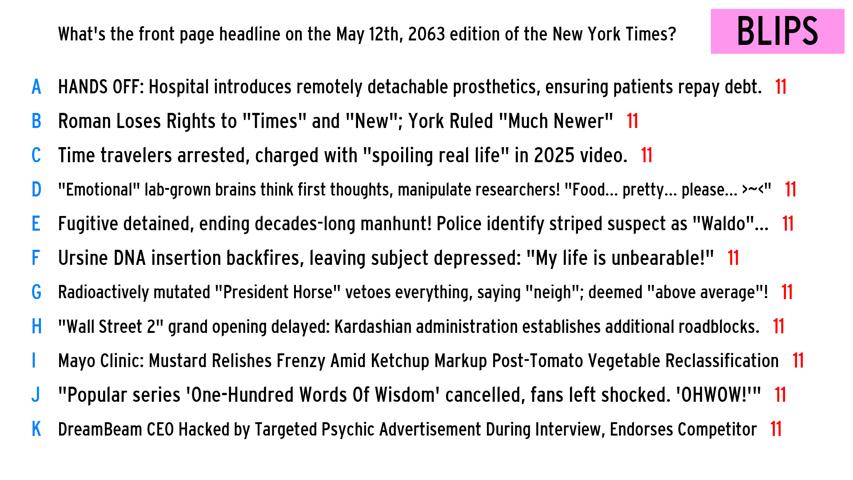 What's the front page headline on the May 12th, 2063 edition of the New York Times? BLIPS
A HANDS OFF: Hospital introduces remotely detachable prosthetics, ensuring patients repay debt. 11
B Roman Loses Rights to "Times" and "New"; York Ruled "Much Newer" 11
C Time travelers arrested, charged with "spoiling real life" in 2025 video. 11
D "Emotional" lab-grown brains think first thoughts, manipulate researchers! "Food... pretty... please... >~<" 11
E Fugitive detained, ending decades-long manhunt! Police identify striped suspect as "Waldo"... 11
F Ursine DNA insertion backfires, leaving subject depressed: "My life is unbearable!" 11
G Radioactively mutated "President Horse" vetoes everything, saying "neigh"; deemed "above average"! 11
H "Wall Street 2" grand opening delayed: Kardashian administration establishes additional roadblocks. 11
I Mayo Clinic: Mustard Relishes Frenzy Amid Ketchup Markup Post-Tomato Vegetable Reclassification 11
J "Popular series 'One-Hundred Words Of Wisdom' cancelled, fans left shocked. 'OHWOW!'" 11
K DreamBeam CEO Hacked by Targeted Psychic Advertisement During Interview, Endorses Competitor 11